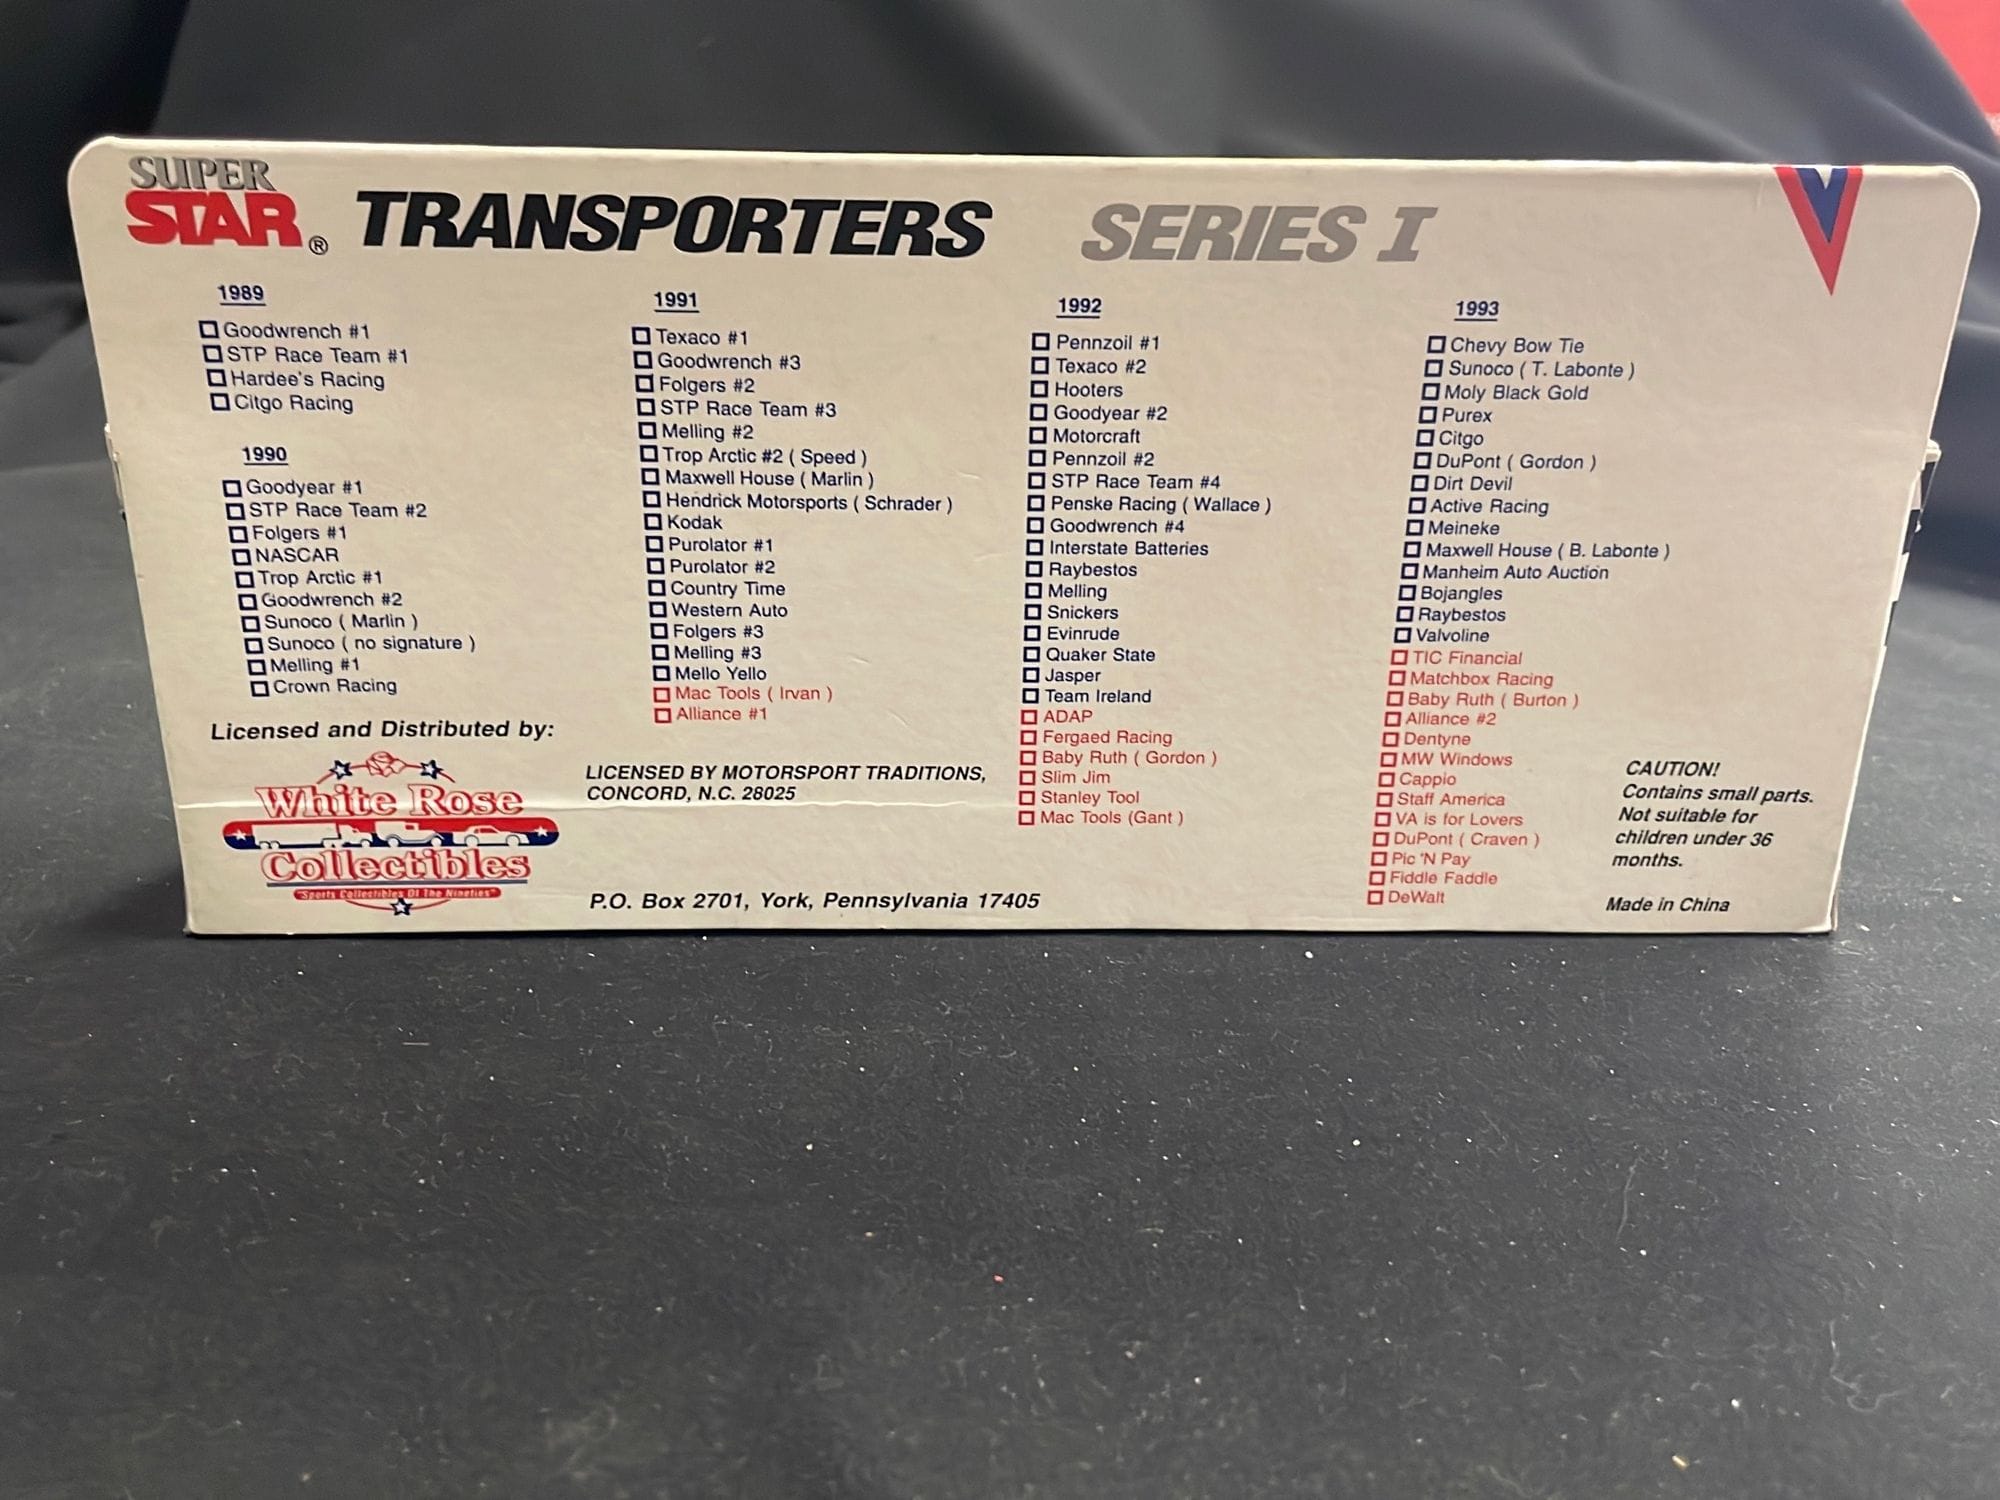 SUPER
STAR® TRANSPORTERS SERIES I
1989
Goodwrench #1
STP Race Team #1
Hardee's Racing
Citgo Racing
1990
Goodyear #1
STP Race Team #2
Folgers #1
NASCAR
Trop Arctic #1
Goodwrench #2
Sunoco ( Marlin )
Sunoco ( no signature )
Melling #1
Crown Racing
1991
Texaco #1
Goodwrench #3
Folgers #2
STP Race Team #3
Melling #2
Trop Arctic #2 ( Speed )
Maxwell House ( Marlin )
Hendrick Motorsports ( Schrader )
Kodak
Purolator #1
Purolator #2
Country Time
Western Auto
Folgers #3
Melling #3
Mello Yello
Mac Tools ( Irvan )
Alliance #1
1992
Pennzoil #1
Texaco #2
Hooters
Goodyear #2
Motorcraft
Pennzoil #2
STP Race Team #4
Penske Racing ( Wallace )
Goodwrench #4
Interstate Batteries
Raybestos
Melling
Snickers
Evinrude
Quaker State
Jasper
Team Ireland
ADAP
Fergaed Racing
Baby Ruth ( Gordon )
Slim Jim
Stanley Tool
Mac Tools (Gant )
1993
Chevy Bow Tie
Sunoco ( T. Labonte )
Moly Black Gold
Purex
Citgo
DuPont ( Gordon )
Dirt Devil
Active Racing
Meineke
Maxwell House ( B. Labonte )
Manheim Auto Auction
Bojangles
Raybestos
Valvoline
TIC Financial
Matchbox Racing
Baby Ruth ( Burton )
Alliance #2
Dentyne
MW Windows
Cappio
Staff America
VA is for Lovers
DuPont ( Craven )
Pic 'N Pay
Fiddle Faddle
DeWalt
Licensed and Distributed by:
White Rose
Collectibles
"Sports Collectibles Of The Nineties"
LICENSED BY MOTORSPORT TRADITIONS,
CONCORD, N.C. 28025
P.O. Box 2701, York, Pennsylvania 17405
CAUTION!
Contains small parts.
Not suitable for
children under 36
months.
Made in China